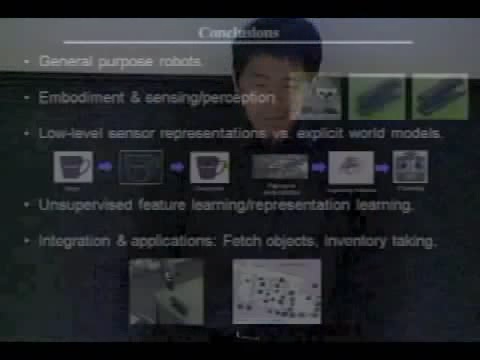 Conclusions
General purpose robots.
Embodiment & sensing/perception
Low-level sensor representations vs. explicit world models.
Unsupervised feature learning/representation learning.
Integration & applications: Fetch objects, Inventory taking.